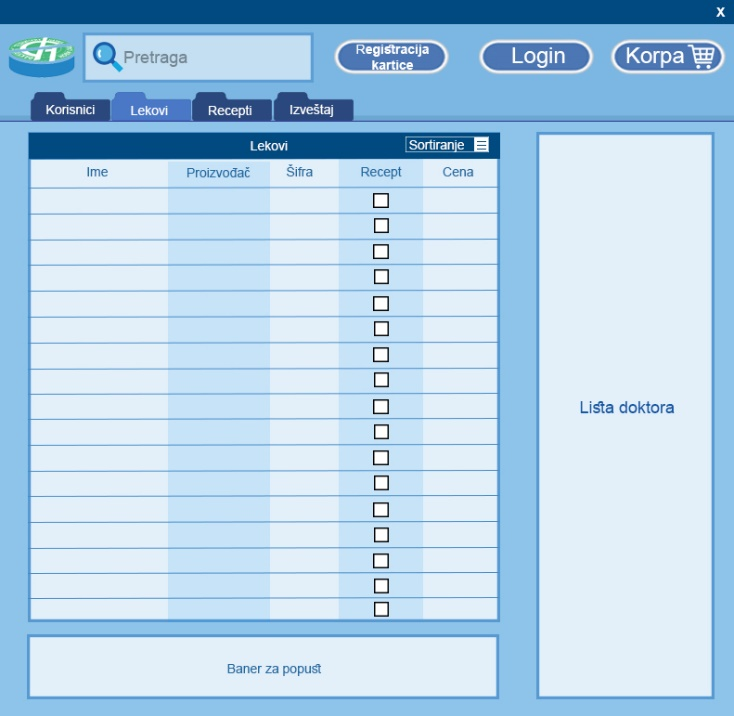 x
Pretraga
Registracija
kartice
Login
Korpa
Korisnici
Lekovi
Recepti
Izveštaj
Lekovi
Sortiranje
Ime
Proizvođač
Šifra
Recept
Cena
Lista doktora
Baner za popust